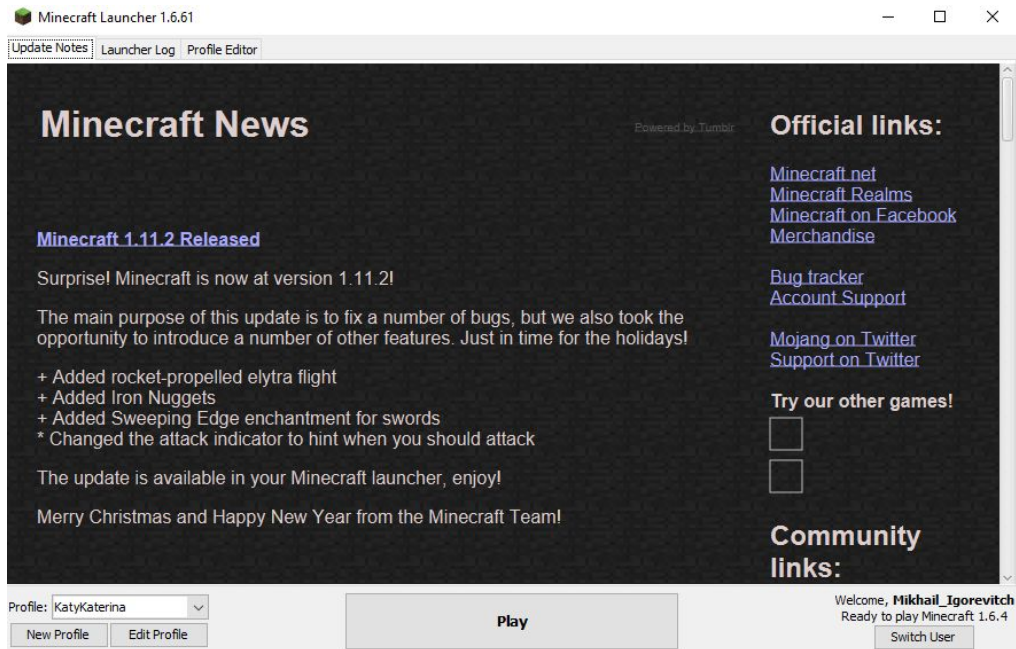 Minecraft Launcher 1.6.61
Update Notes
Launcher Log
Profile Editor
Minecraft News
Powered by Tumblr
Minecraft 1.11.2 Released
Surprise! Minecraft is now at version 1.11.2!
The main purpose of this update is to fix a number of bugs, but we also took the
opportunity to introduce a number of other features. Just in time for the holidays!
+ Added rocket-propelled elytra flight
+ Added Iron Nuggets
+ Added Sweeping Edge enchantment for swords
* Changed the attack indicator to hint when you should attack
The update is available in your Minecraft launcher, enjoy!
Merry Christmas and Happy New Year from the Minecraft Team!
Official links:
Minecraft.net
Minecraft Realms
Minecraft on Facebook
Merchandise
Bug tracker
Account Support
Mojang on Twitter
Support on Twitter
Try our other games!
Community
links:
Profile: KatyKaterina
New Profile
Edit Profile
Play
Welcome, Mikhail_Igorevitch
Ready to play Minecraft 1.6.4
Switch User